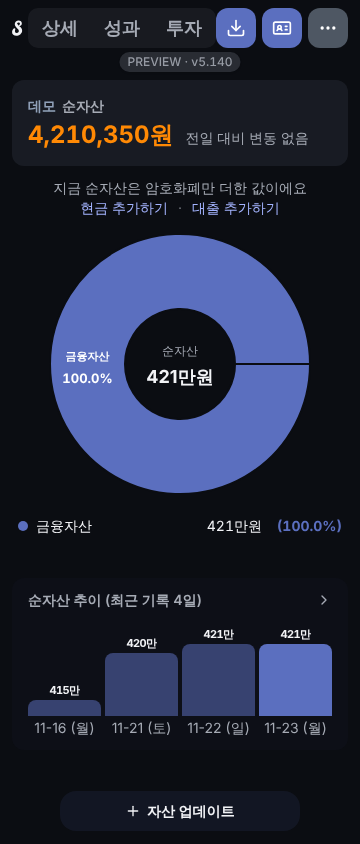 상세 성과 투자
PREVIEW · v5.140
데모 순자산
4,210,350원 전일 대비 변동 없음
지금 순자산은 암호화폐만 더한 값이에요
현금 추가하기 · 대출 추가하기
금융자산
100.0%
순자산
421만원
금융자산 421만원 (100.0%)
순자산 추이 (최근 기록 4일)
415만 420만 421만 421만
11-16 (월) 11-21 (토) 11-22 (일) 11-23 (월)
+ 자산 업데이트